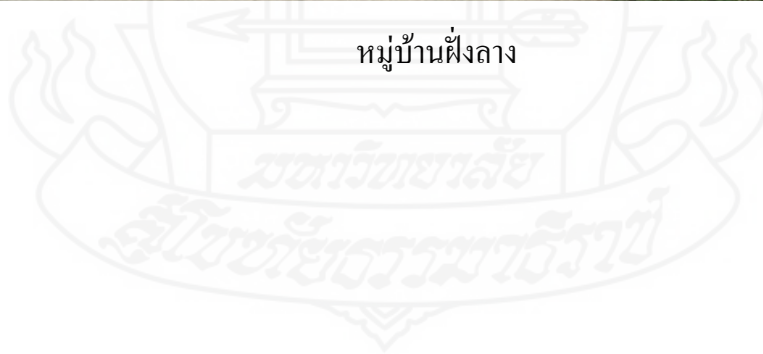 หมู่บ้านฝั่งลาง
มหาวิทยาลัย
สุโขทัยธรรมาธิราช